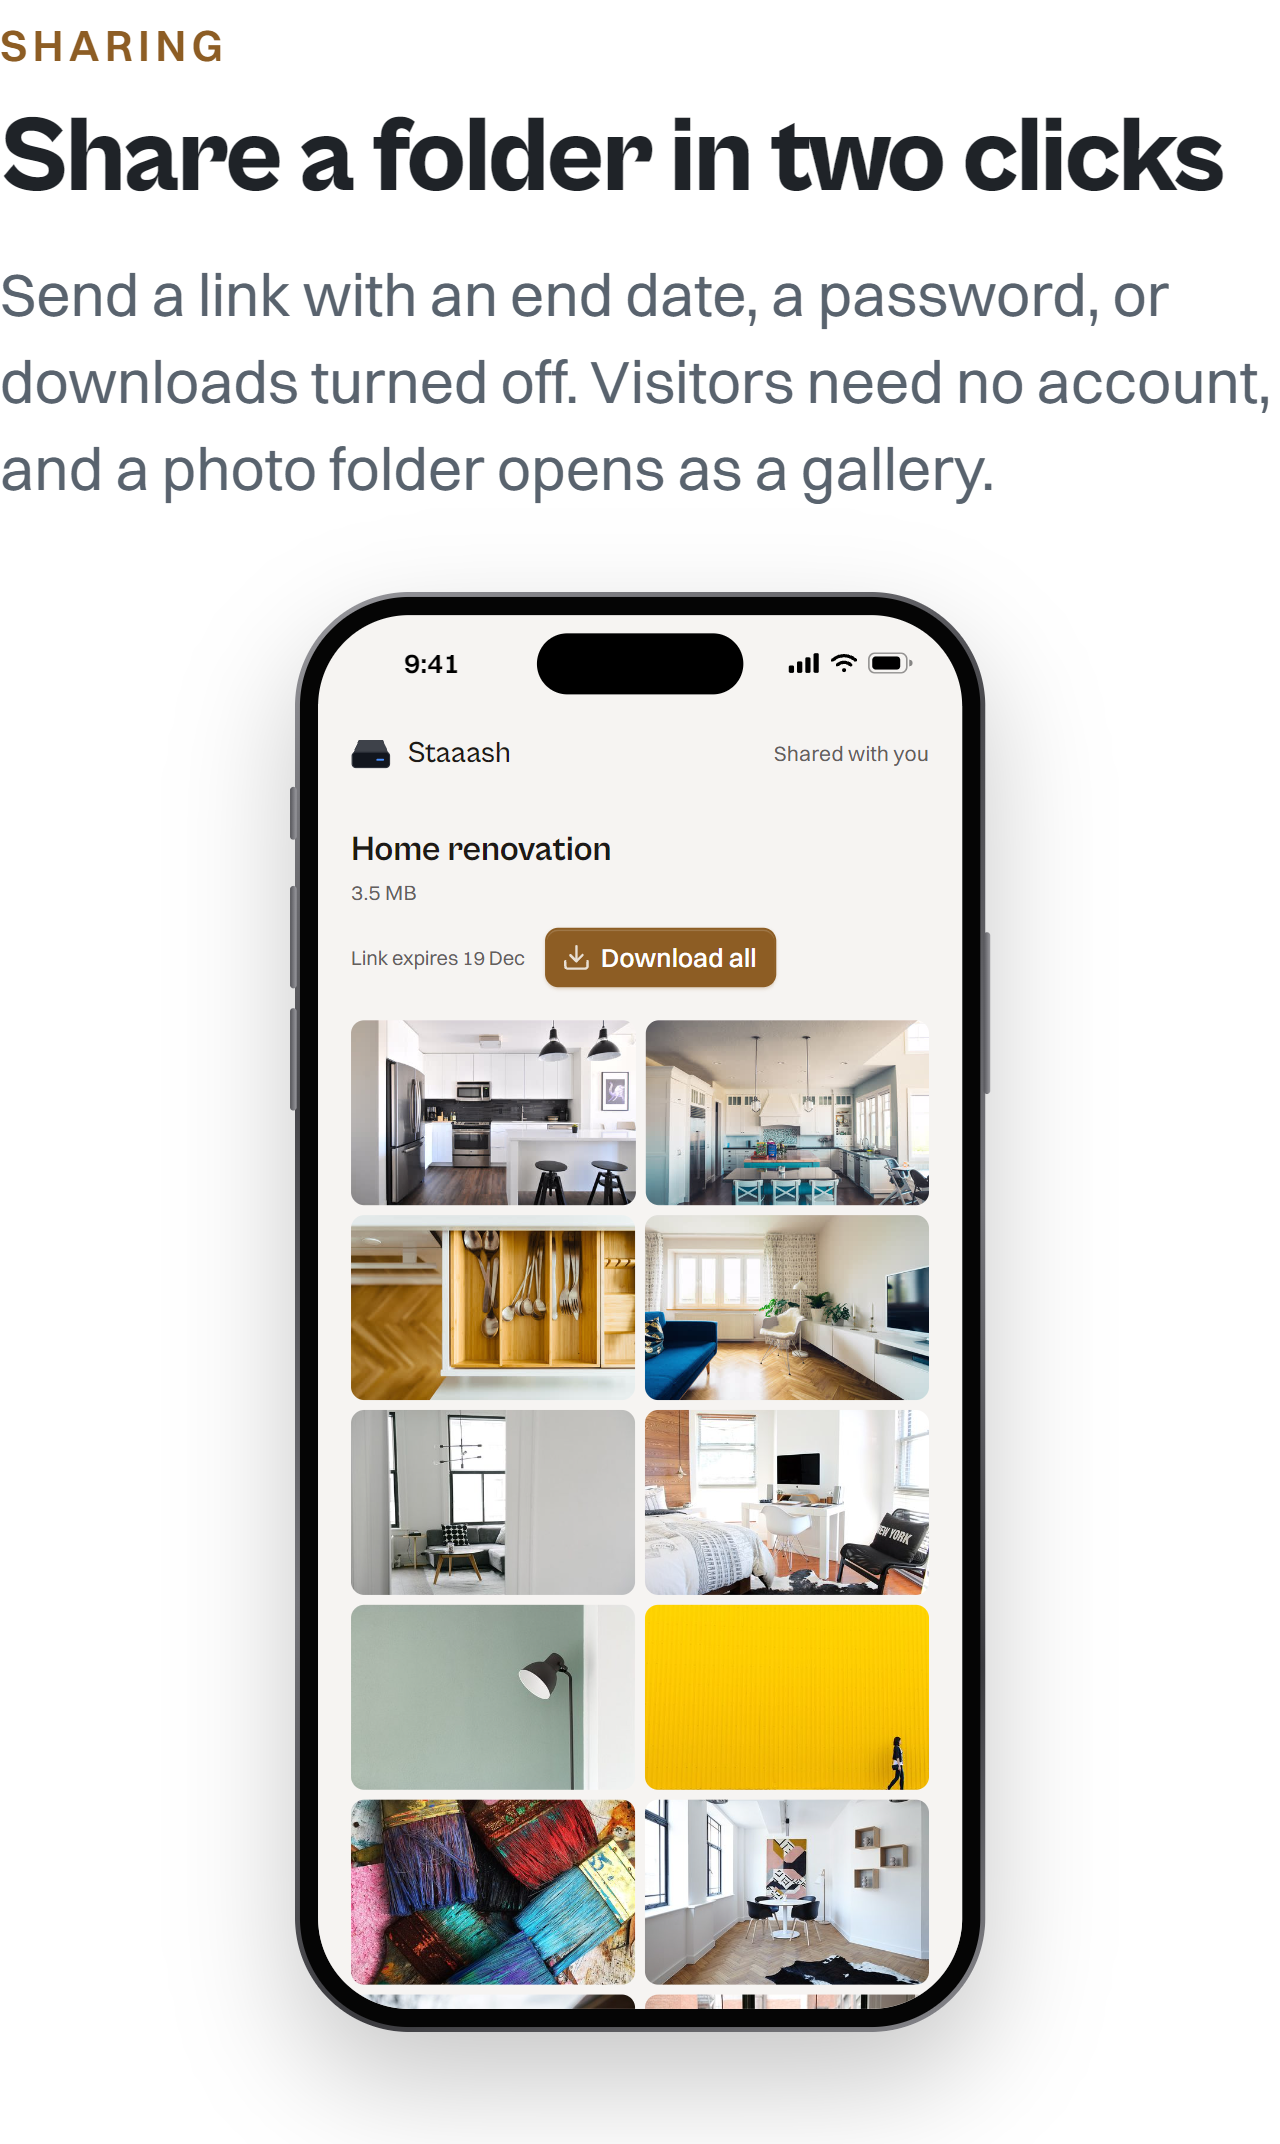 SHARING
Share a folder in two clicks
Send a link with an end date, a password, or
downloads turned off. Visitors need no account,
and a photo folder opens as a gallery.
9:41
Staaash
Shared with you
Home renovation
3.5 MB
Link expires 19 Dec
Download all
NEW YORK